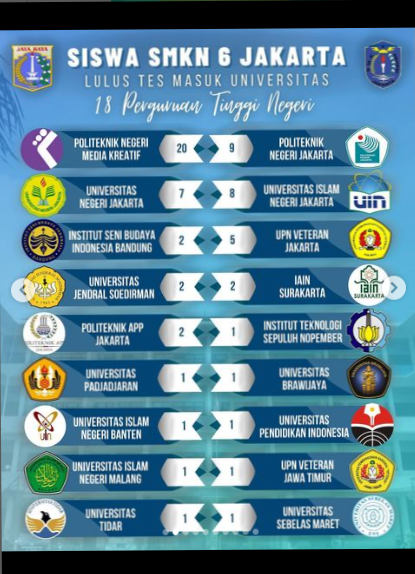 JAYA RAYA
SISWA SMKN 6 JAKARTA
LULUS TES MASUK UNIVERSITAS
18 Perguruan Tinggi Negeri
POLITEKNIK NEGERI
MEDIA KREATIF
20
9
POLITEKNIK
NEGERI JAKARTA
UNIVERSITAS
NEGERI JAKARTA
7
8
UNIVERSITAS ISLAM
NEGERI JAKARTA
uin
INSTITUT SENI BUDAYA
INDONESIA BANDUNG
2
5
UPN VETERAN
JAKARTA
UNIVERSITAS
JENDRAL SOEDIRMAN
2
2
IAIN
SURAKARTA
iain
SURAKARTA
POLITEKNIK APP
JAKARTA
2
1
INSTITUT TEKNOLOGI
SEPULUH NOPEMBER
POLITEKNIK APP
UNIVERSITAS
PADJADJARAN
1
1
UNIVERSITAS
BRAWIJAYA
UNIVERSITAS ISLAM
NEGERI BANTEN
1
1
UNIVERSITAS
PENDIDIKAN INDONESIA
uin
UNIVERSITAS ISLAM
NEGERI MALANG
1
1
UPN VETERAN
JAWA TIMUR
UNIVERSITAS
TIDAR
1
1
UNIVERSITAS
SEBELAS MARET